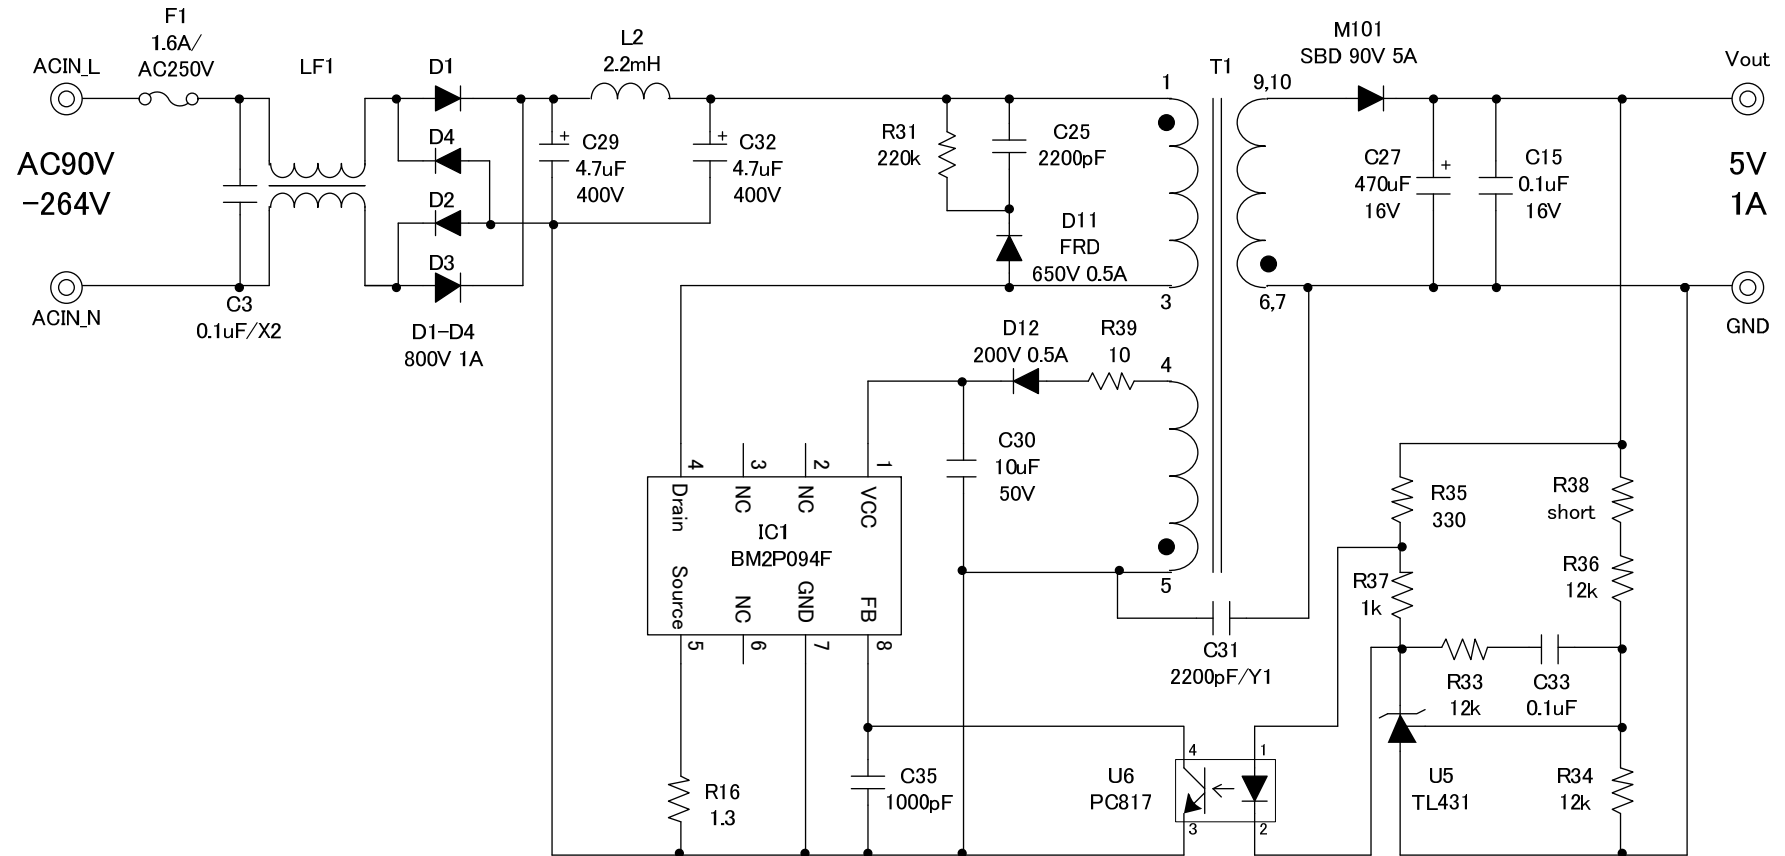 F1
1.6A/
AC250V
ACIN_L
LF1
D1
L2
2.2mH
T1
M101
SBD 90V 5A
Vout
1
9,10
D4
R31
220k
C25
2200pF
AC90V
-264V
C29
4.7uF
400V
C32
4.7uF
400V
C27
470uF
16V
C15
0.1uF
16V
5V
1A
D2
D11
FRD
650V 0.5A
D3
3
6,7
C3
0.1uF/X2
ACIN_N
D1-D4
800V 1A
GND
D12
200V 0.5A
R39
10
4
C30
10uF
50V
4
3
2
1
Drain
NC
NC
VCC
IC1
BM2P094F
Source
NC
GND
FB
5
6
7
8
5
C31
2200pF/Y1
R35
330
R38
short
R37
1k
R36
12k
R33
12k
C33
0.1uF
R16
1.3
C35
1000pF
U6
PC817
4
1
3
2
U5
TL431
R34
12k